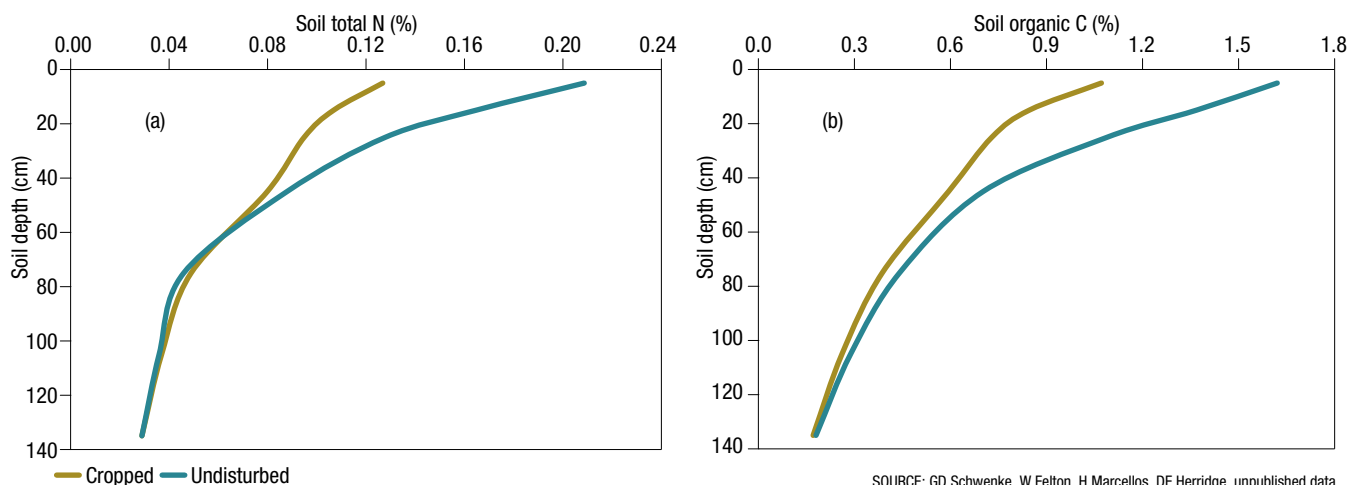 Soil total N (%)
0.00 0.04 0.08 0.12 0.16 0.20 0.24
0
20
40
60
80
100
120
140
Soil depth (cm)
(a)
Soil organic C (%)
0.0 0.3 0.6 0.9 1.2 1.5 1.8
0
20
40
60
80
100
120
140
Soil depth (cm)
(b)
Cropped Undisturbed
SOURCE: GD Schwenke, W Felton, H Marcellos, DF Herridge, unpublished data